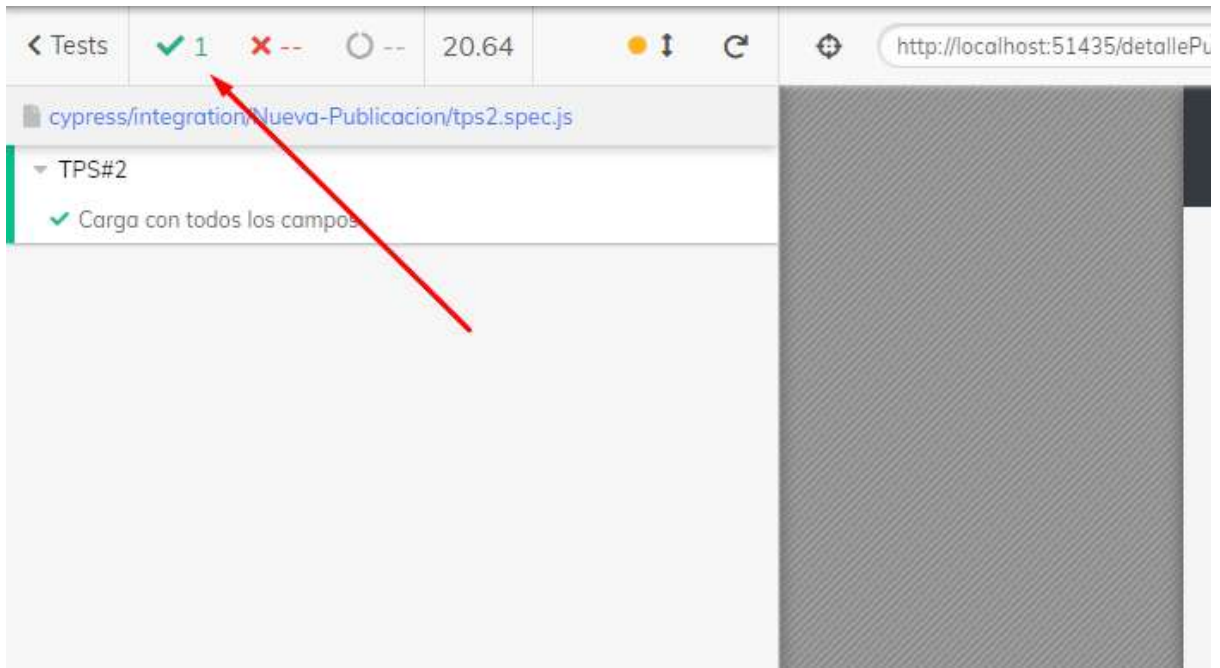 Tests 1 -- -- 20.64 http://localhost:51435/detallePu
cypress/integration/Nueva-Publicacion/tps2.spec.js
TPS#2
Carga con todos los campos